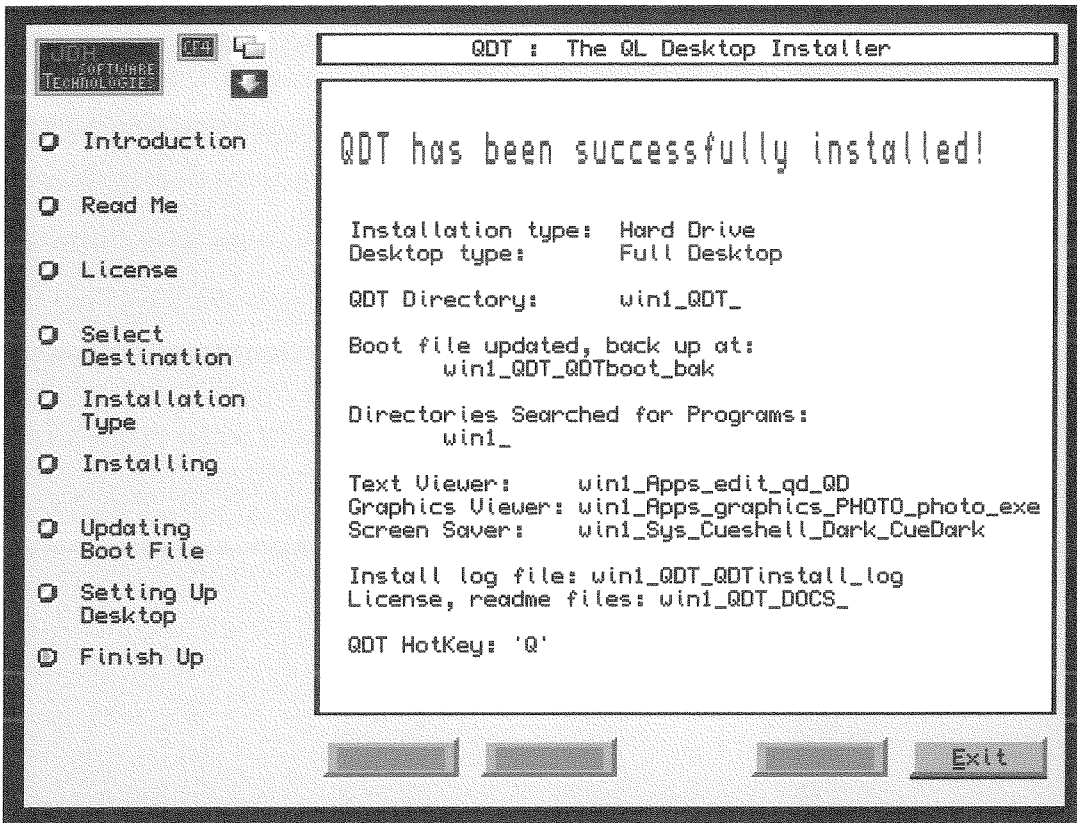 JOH
SOFTWARE
TECHNOLOGIES
QDT : The QL Desktop Installer
Introduction
Read Me
License
Select
Destination
Installation
Type
Installing
Updating
Boot File
Setting Up
Desktop
Finish Up
QDT has been successfully installed!
Installation type: Hard Drive
Desktop type: Full Desktop
QDT Directory: win1_QDT_
Boot file updated, back up at:
win1_QDT_QDTboot_bak
Directories Searched for Programs:
win1_
Text Viewer: win1_Apps_edit_qd_QD
Graphics Viewer: win1_Apps_graphics_PHOTO_photo_exe
Screen Saver: win1_Sys_Cueshell_Dark_CueDark
Install log file: win1_QDT_QDTinstall_log
License, readme files: win1_QDT_DOCS_
QDT HotKey: 'Q'
Exit